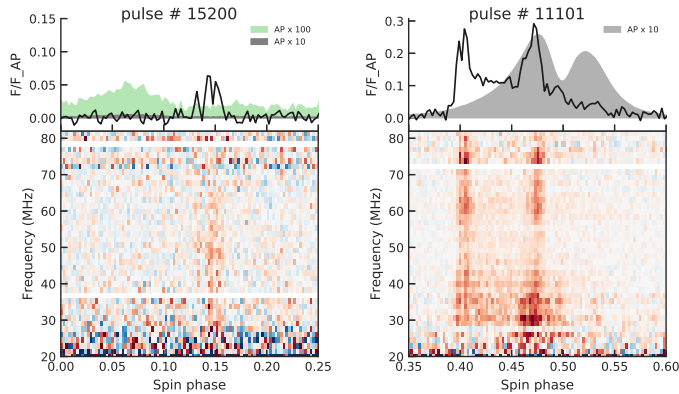 pulse # 15200
F/F_AP
0.15
0.10
0.05
0.00
AP x 100
AP x 10
Frequency (MHz)
80
70
60
50
40
30
20
0.00 0.05 0.10 0.15 0.20 0.25
Spin phase
pulse # 11101
F/F_AP
0.3
0.2
0.1
0.0
AP x 10
Frequency (MHz)
80
70
60
50
40
30
20
0.35 0.40 0.45 0.50 0.55 0.60
Spin phase